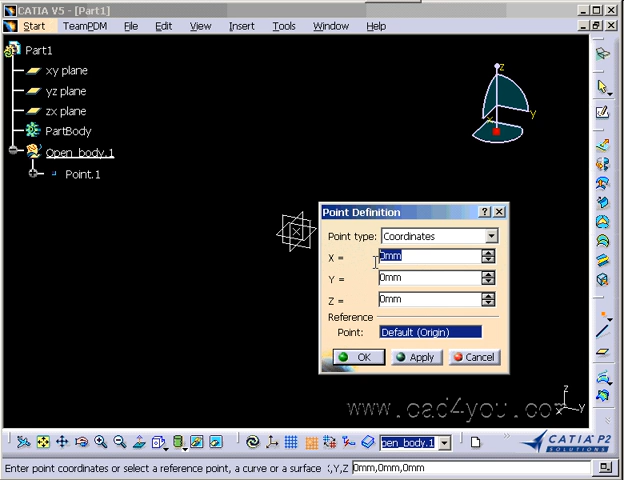 CATIA V5 - [Part1]
Start TeamPDM File Edit View Insert Tools Window Help
Part1
xy plane
yz plane
zx plane
PartBody
Open_body.1
Point.1
z
y
x
Point Definition
Point type: Coordinates
X = 0mm
Y = 0mm
Z = 0mm
Reference
Point: Default (Origin)
OK Apply Cancel
www.cad4you.com
z
x y
pen_body.1
CATIA P2
SOLUTIONS
Enter point coordinates or select a reference point, a curve or a surface X,Y,Z 0mm,0mm,0mm